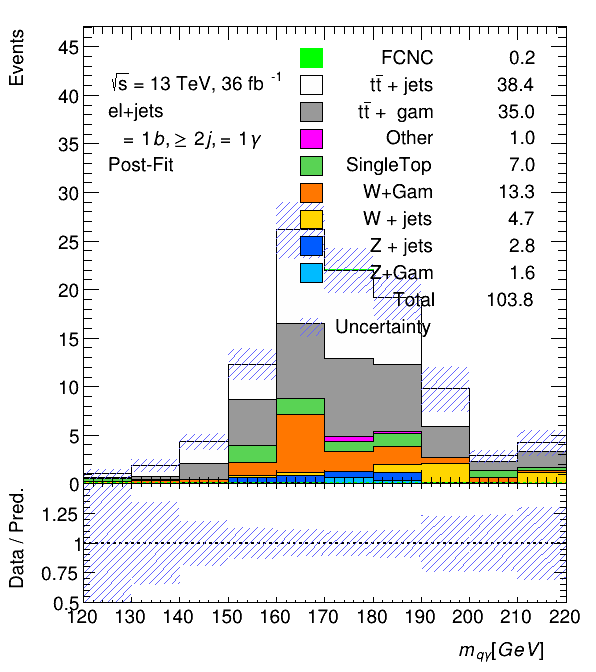 Events
45
40
35
30
25
20
15
10
5
0
√s = 13 TeV, 36 fb⁻¹
el+jets
= 1b, ≥ 2j, = 1γ
Post-Fit
FCNC 0.2
tt̄ + jets 38.4
tt̄ + gam 35.0
Other 1.0
SingleTop 7.0
W+Gam 13.3
W + jets 4.7
Z + jets 2.8
Z+Gam 1.6
Total 103.8
Uncertainty
Data / Pred.
1.25
1
0.75
0.5
120 130 140 150 160 170 180 190 200 210 220
m_qγ[GeV]